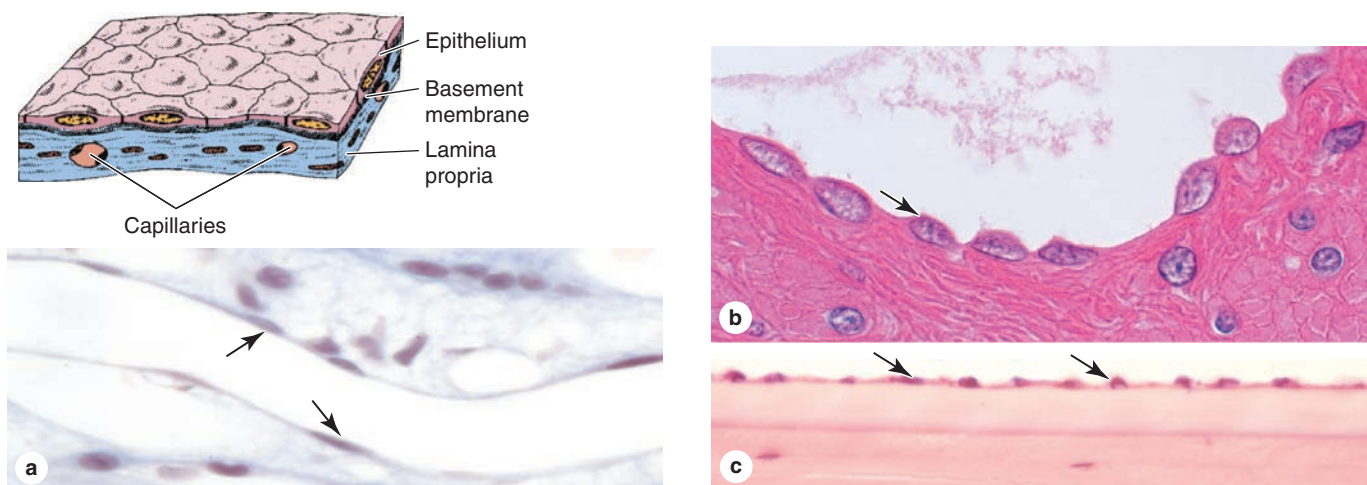 Epithelium
Basement
membrane
Lamina
propria
Capillaries
a
b
c